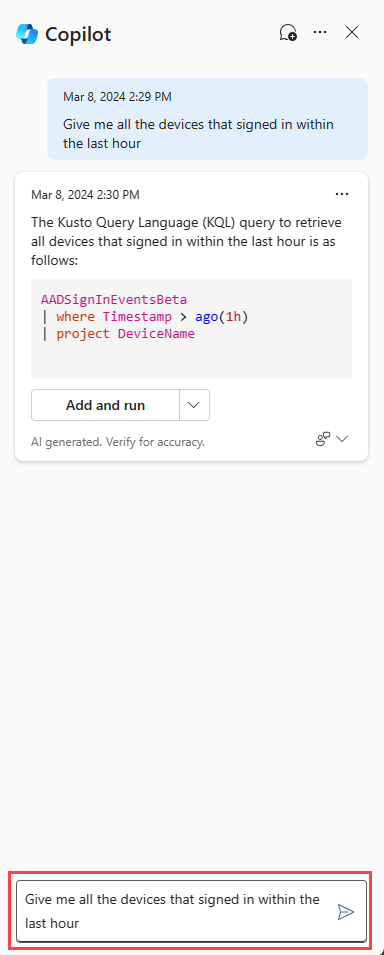 Copilot
Mar 8, 2024 2:29 PM
Give me all the devices that signed in within
the last hour
Mar 8, 2024 2:30 PM
The Kusto Query Language (KQL) query to retrieve
all devices that signed in within the last hour is as
follows:
AADSignInEventsBeta
| where Timestamp > ago(1h)
| project DeviceName
Add and run
AI generated. Verify for accuracy.
Give me all the devices that signed in within the
last hour